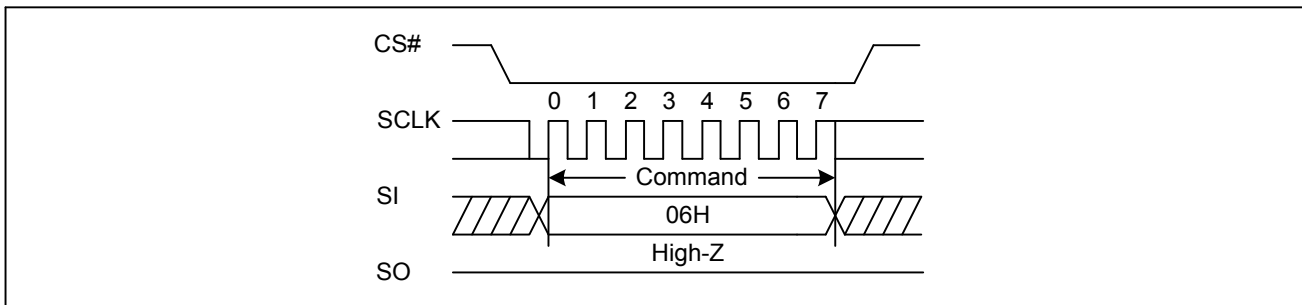 CS#
0 1 2 3 4 5 6 7
SCLK
Command
SI
06H
High-Z
SO